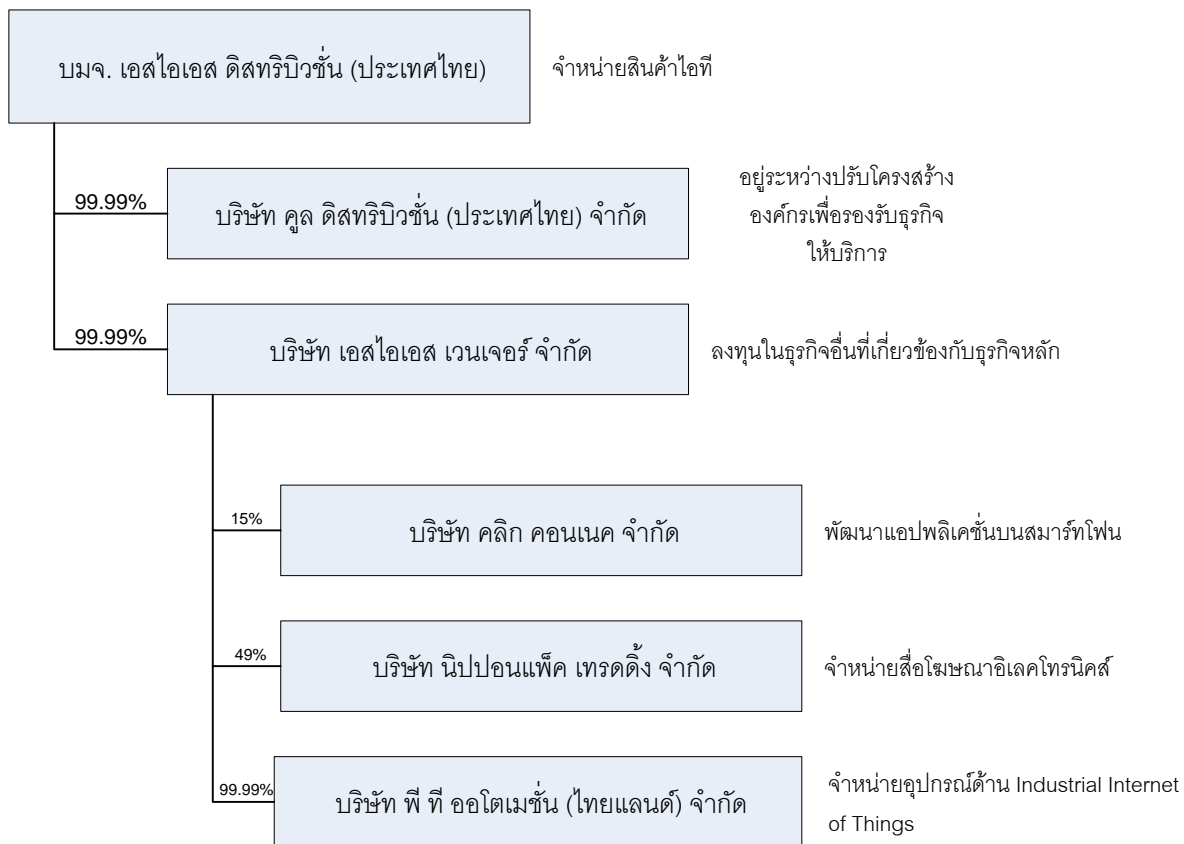 บมจ. เอสไอเอส ดิสทริบิวชั่น (ประเทศไทย)
จำหน่ายสินค้าไอที
99.99%
บริษัท คูล ดิสทริบิวชั่น (ประเทศไทย) จำกัด
อยู่ระหว่างปรับโครงสร้าง
องค์กรเพื่อรองรับธุรกิจ
ให้บริการ
99.99%
บริษัท เอสไอเอส เวนเจอร์ จำกัด
ลงทุนในธุรกิจอื่นที่เกี่ยวข้องกับธุรกิจหลัก
15%
บริษัท คลิก คอนเนค จำกัด
พัฒนาแอปพลิเคชั่นบนสมาร์ทโฟน
49%
บริษัท นิปปอนแพ็ค เทรดดิ้ง จำกัด
จำหน่ายสื่อโฆษณาอิเลคโทรนิคส์
99.99%
บริษัท พี ที ออโตเมชั่น (ไทยแลนด์) จำกัด
จำหน่ายอุปกรณ์ด้าน Industrial Internet
of Things